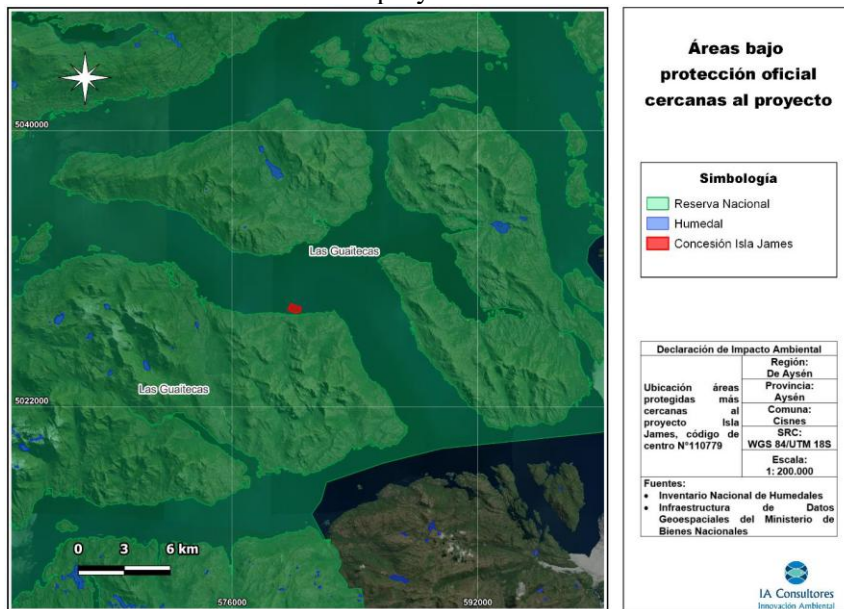 Áreas bajo
protección oficial
cercanas al proyecto
5040000
Las Guaitecas
Las Guaitecas
5022000
0 3 6 km
576000
592000
Simbología
Reserva Nacional
Humedal
Concesión Isla James
Declaración de Impacto Ambiental
Ubicación áreas
protegidas más
cercanas al
proyecto Isla
James, código de
centro N°110779
Región:
De Aysén
Provincia:
Aysén
Comuna:
Cisnes
SRC:
WGS 84/UTM 18S
Escala:
1: 200.000
Fuentes:
• Inventario Nacional de Humedales
• Infraestructura de Datos
Geoespaciales del Ministerio de
Bienes Nacionales
IA Consultores
Innovación Ambiental